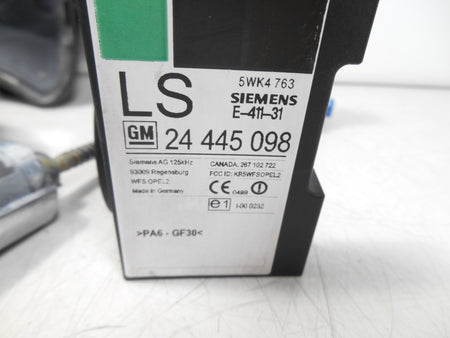 5WK4 763
LS SIEMENS
E-411-31
GM 24 445 098
Siemens AG 125kHz CANADA: 267 102 722
93009 Regensburg FCC ID: KR5WFSOPEL2
WFS OPEL2 CE 0499
Made in Germany
e1 I-00 0232
>PA6 - GF30<